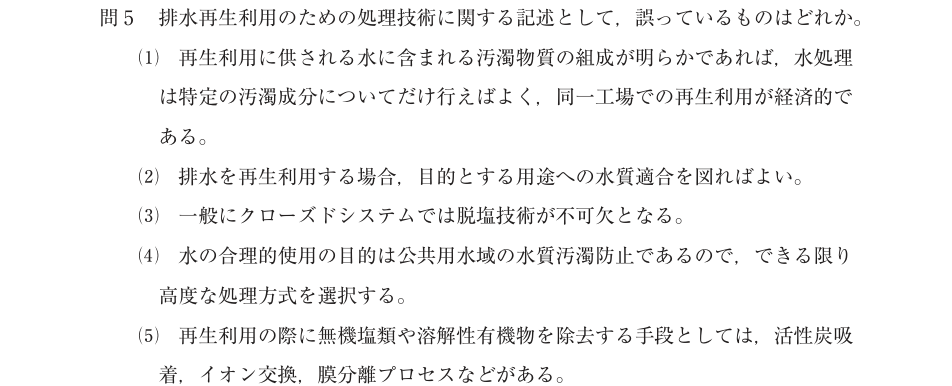 問5　排水再生利用のための処理技術に関する記述として，誤っているものはどれか。
⑴　再生利用に供される水に含まれる汚濁物質の組成が明らかであれば，水処理
は特定の汚濁成分についてだけ行えばよく，同一工場での再生利用が経済的で
ある。
⑵　排水を再生利用する場合，目的とする用途への水質適合を図ればよい。
⑶　一般にクローズドシステムでは脱塩技術が不可欠となる。
⑷　水の合理的使用の目的は公共用水域の水質汚濁防止であるので，できる限り
高度な処理方式を選択する。
⑸　再生利用の際に無機塩類や溶解性有機物を除去する手段としては，活性炭吸
着，イオン交換，膜分離プロセスなどがある。